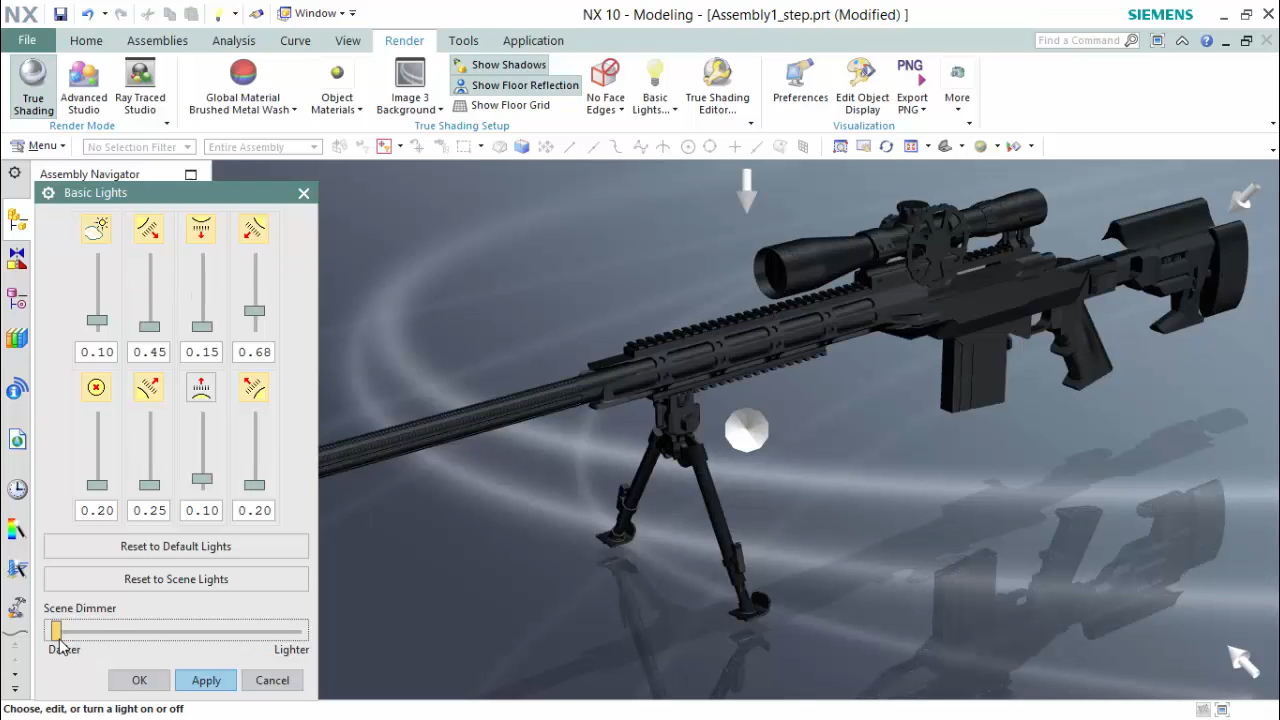 NX Window NX 10 - Modeling - [Assembly1_step.prt (Modified) ] SIEMENS
File Home Assemblies Analysis Curve View Render Tools Application Find a Command
True Shading
Advanced Studio
Ray Traced Studio
Render Mode
Global Material Brushed Metal Wash
Object Materials
Image 3 Background
Show Shadows
Show Floor Reflection
Show Floor Grid
No Face Edges
Basic Lights...
True Shading Editor...
True Shading Setup
Preferences
Edit Object Display
PNG
Export PNG
More
Visualization
Menu No Selection Filter Entire Assembly
Assembly Navigator
Basic Lights
0.10 0.45 0.15 0.68
0.20 0.25 0.10 0.20
Reset to Default Lights
Reset to Scene Lights
Scene Dimmer
Darker Lighter
OK Apply Cancel
Choose, edit, or turn a light on or off